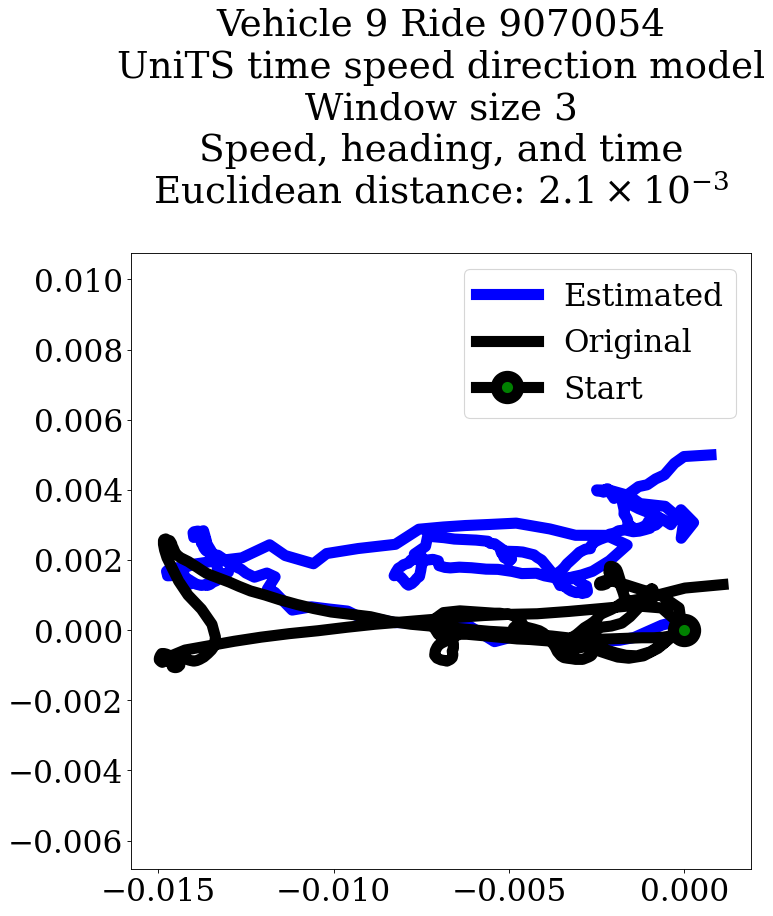 Vehicle 9 Ride 9070054
UniTS time speed direction model
Window size 3
Speed, heading, and time
Euclidean distance: 2.1 × 10⁻³
Estimated
Original
Start
0.010
0.008
0.006
0.004
0.002
0.000
−0.002
−0.004
−0.006
−0.015
−0.010
−0.005
0.000